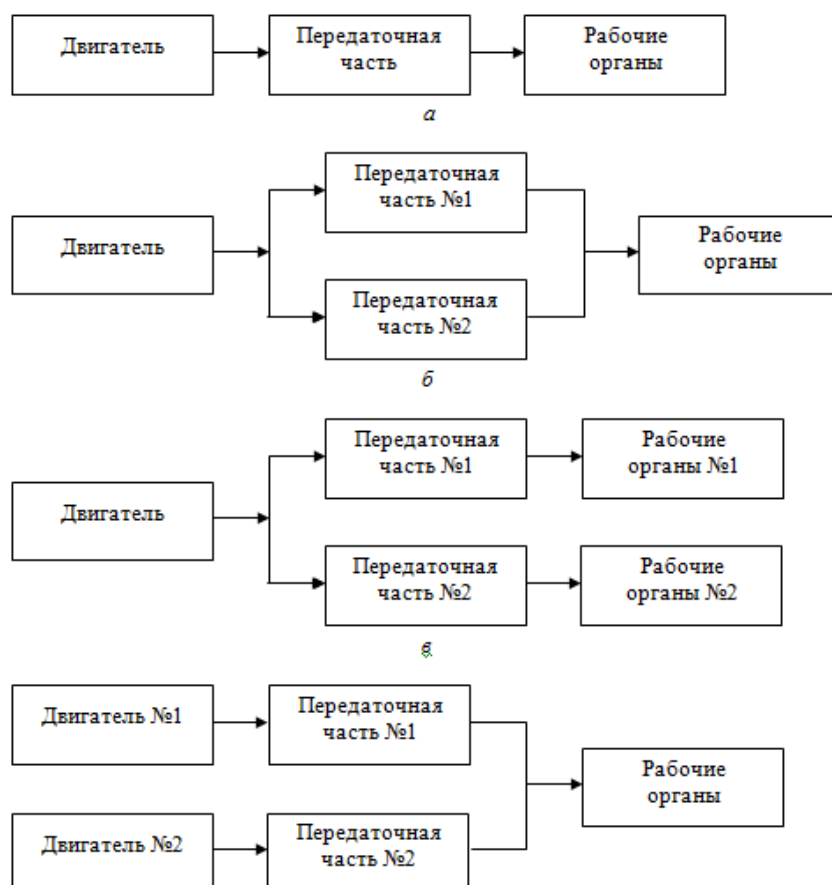 Двигатель
Передаточная
часть
Рабочие
органы
а
Двигатель
Передаточная
часть №1
Передаточная
часть №2
Рабочие
органы
б
Двигатель
Передаточная
часть №1
Рабочие
органы №1
Передаточная
часть №2
Рабочие
органы №2
в
Двигатель №1
Передаточная
часть №1
Рабочие
органы
Двигатель №2
Передаточная
часть №2